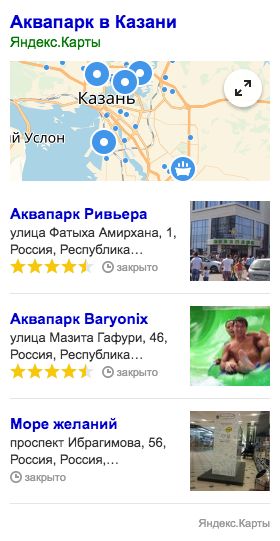 Аквапарк в Казани
Яндекс.Карты
Казань
й Услон
Аквапарк Ривьера
улица Фатыха Амирхана, 1,
Россия, Республика…
закрыто
Аквапарк Baryonix
улица Мазита Гафури, 46,
Россия, Республика…
закрыто
Море желаний
проспект Ибрагимова, 56,
Россия, Россия,…
закрыто
Яндекс.Карты